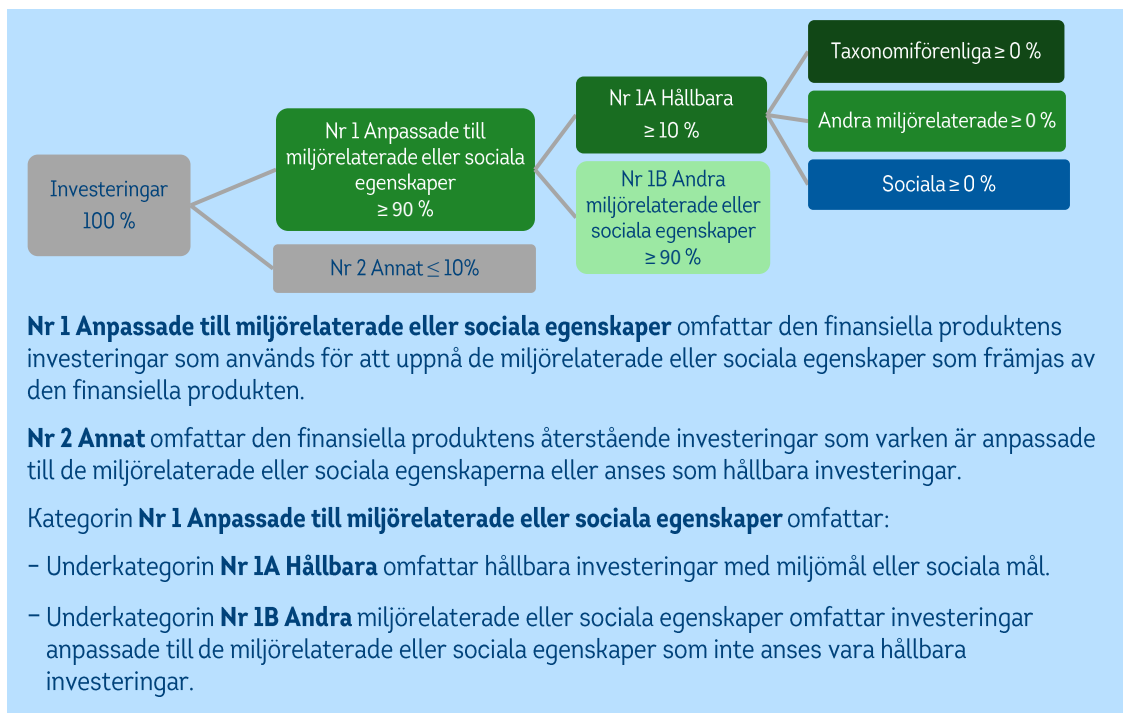 Investeringar
100 %
Nr 1 Anpassade till
miljörelaterade eller sociala
egenskaper
≥ 90 %
Nr 2 Annat ≤ 10%
Nr 1A Hållbara
≥ 10 %
Nr 1B Andra
miljörelaterade eller
sociala egenskaper
≥ 90 %
Taxonomiförenliga ≥ 0 %
Andra miljörelaterade ≥ 0 %
Sociala ≥ 0 %
Nr 1 Anpassade till miljörelaterade eller sociala egenskaper omfattar den finansiella produktens
investeringar som används för att uppnå de miljörelaterade eller sociala egenskaper som främjas av
den finansiella produkten.
Nr 2 Annat omfattar den finansiella produktens återstående investeringar som varken är anpassade
till de miljörelaterade eller sociala egenskaperna eller anses som hållbara investeringar.
Kategorin Nr 1 Anpassade till miljörelaterade eller sociala egenskaper omfattar:
– Underkategorin Nr 1A Hållbara omfattar hållbara investeringar med miljömål eller sociala mål.
– Underkategorin Nr 1B Andra miljörelaterade eller sociala egenskaper omfattar investeringar
anpassade till de miljörelaterade eller sociala egenskaper som inte anses vara hållbara
investeringar.